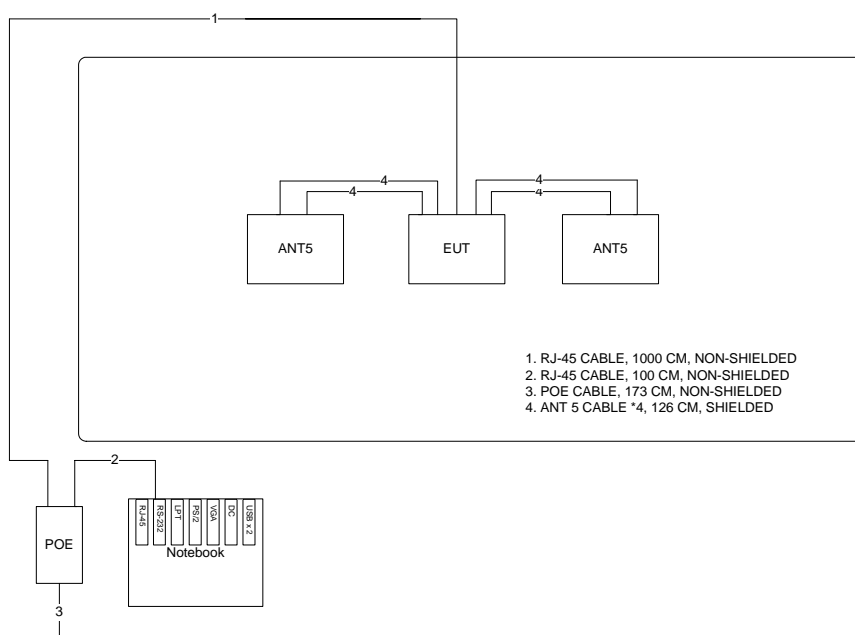 1
4
4
4
4
ANT5
EUT
ANT5
1. RJ-45 CABLE, 1000 CM, NON-SHIELDED
2. RJ-45 CABLE, 100 CM, NON-SHIELDED
3. POE CABLE, 173 CM, NON-SHIELDED
4. ANT 5 CABLE *4, 126 CM, SHIELDED
2
POE
RJ-45
RS-232
LPT
PS/2
VGA
DC
USB x 2
Notebook
3